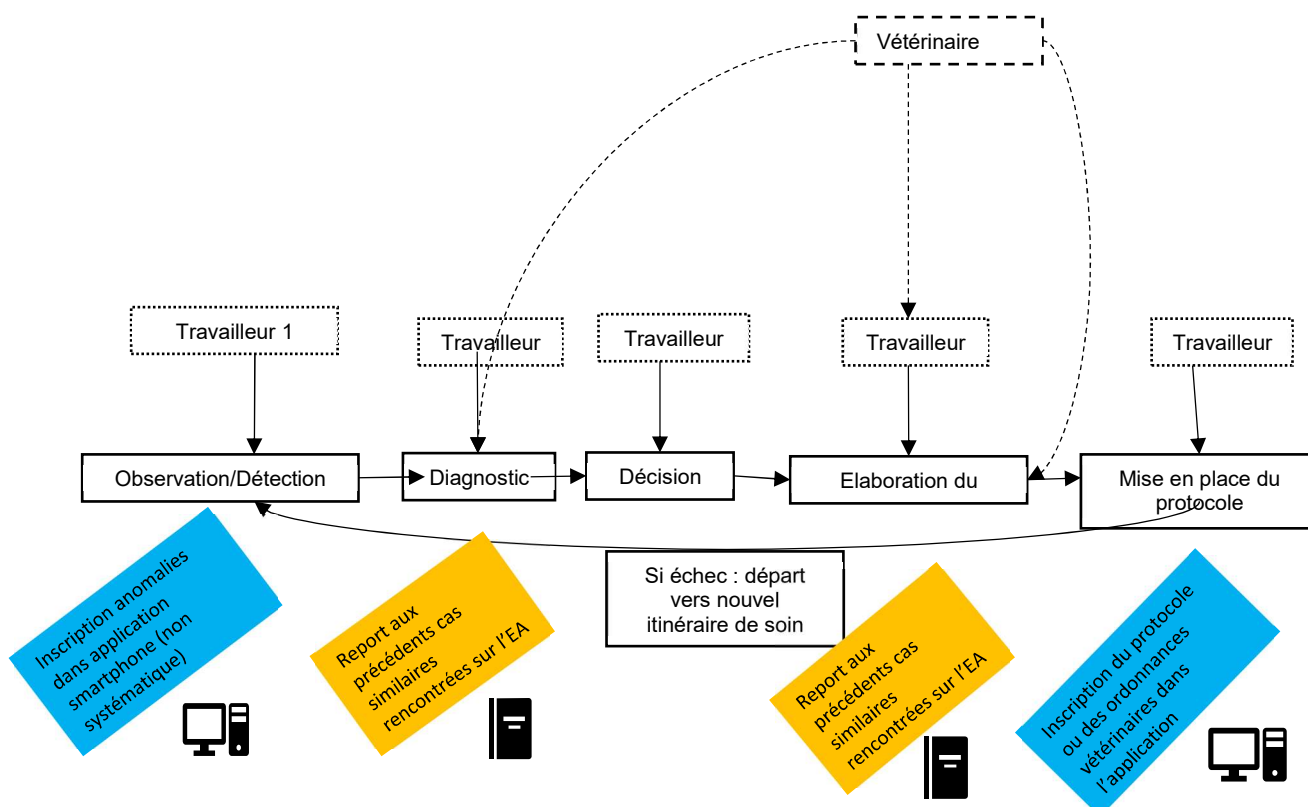 Vétérinaire
Travailleur 1
Travailleur
Travailleur
Travailleur
Travailleur
Observation/Détection
Diagnostic
Décision
Elaboration du
Mise en place du
protocole
Si échec : départ
vers nouvel
itinéraire de soin
Inscription anomalies
dans application
smartphone (non
systématique)
Report aux
précédents cas
similaires
rencontrées sur l’EA
Report aux
précédents cas
similaires
rencontrées sur l’EA
Inscription du protocole
ou des ordonnances
vétérinaires dans
l’application